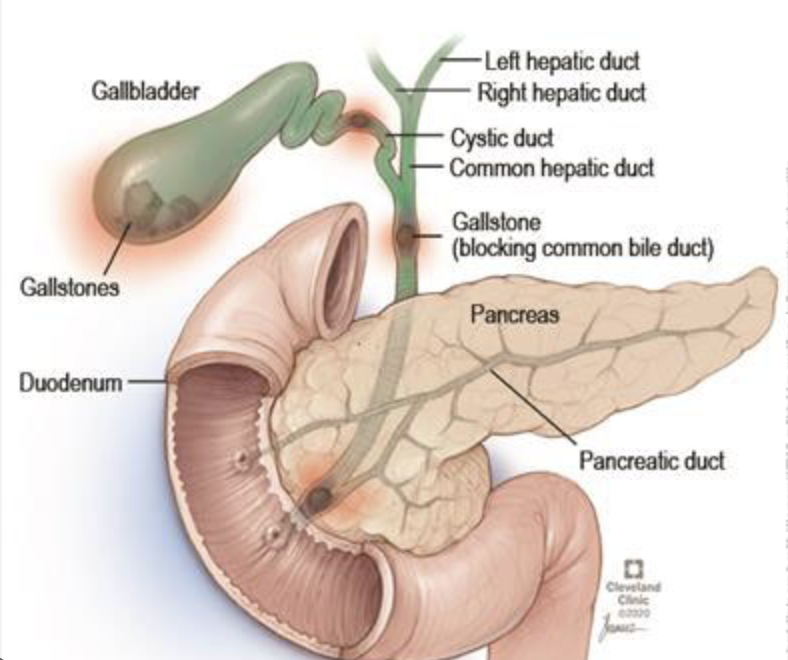 Left hepatic duct
Gallbladder
Right hepatic duct
Cystic duct
Common hepatic duct
Gallstone
(blocking common bile duct)
Gallstones
Pancreas
Duodenum
Pancreatic duct
Cleveland
Clinic
©2020